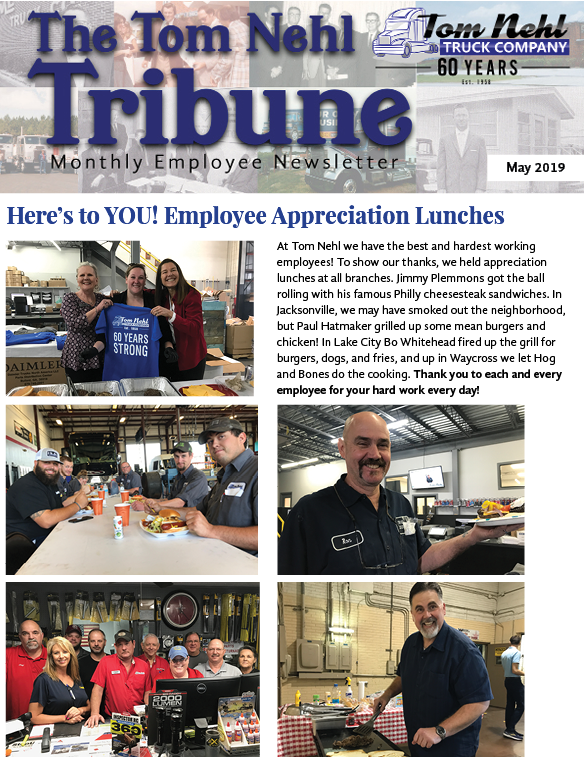 The Tom Nehl
Tribune
Monthly Employee Newsletter
Tom Nehl
TRUCK COMPANY
60 YEARS
Est. 1958
May 2019
Here's to YOU! Employee Appreciation Lunches
At Tom Nehl we have the best and hardest working
employees! To show our thanks, we held appreciation
lunches at all branches. Jimmy Plemmons got the ball
rolling with his famous Philly cheesesteak sandwiches. In
Jacksonville, we may have smoked out the neighborhood,
but Paul Hatmaker grilled up some mean burgers and
chicken! In Lake City Bo Whitehead fired up the grill for
burgers, dogs, and fries, and up in Waycross we let Hog
and Bones do the cooking. Thank you to each and every
employee for your hard work every day!
Tom Nehl
60 YEARS
STRONG
DAIMLER
2000
LUMEN
DELL
365